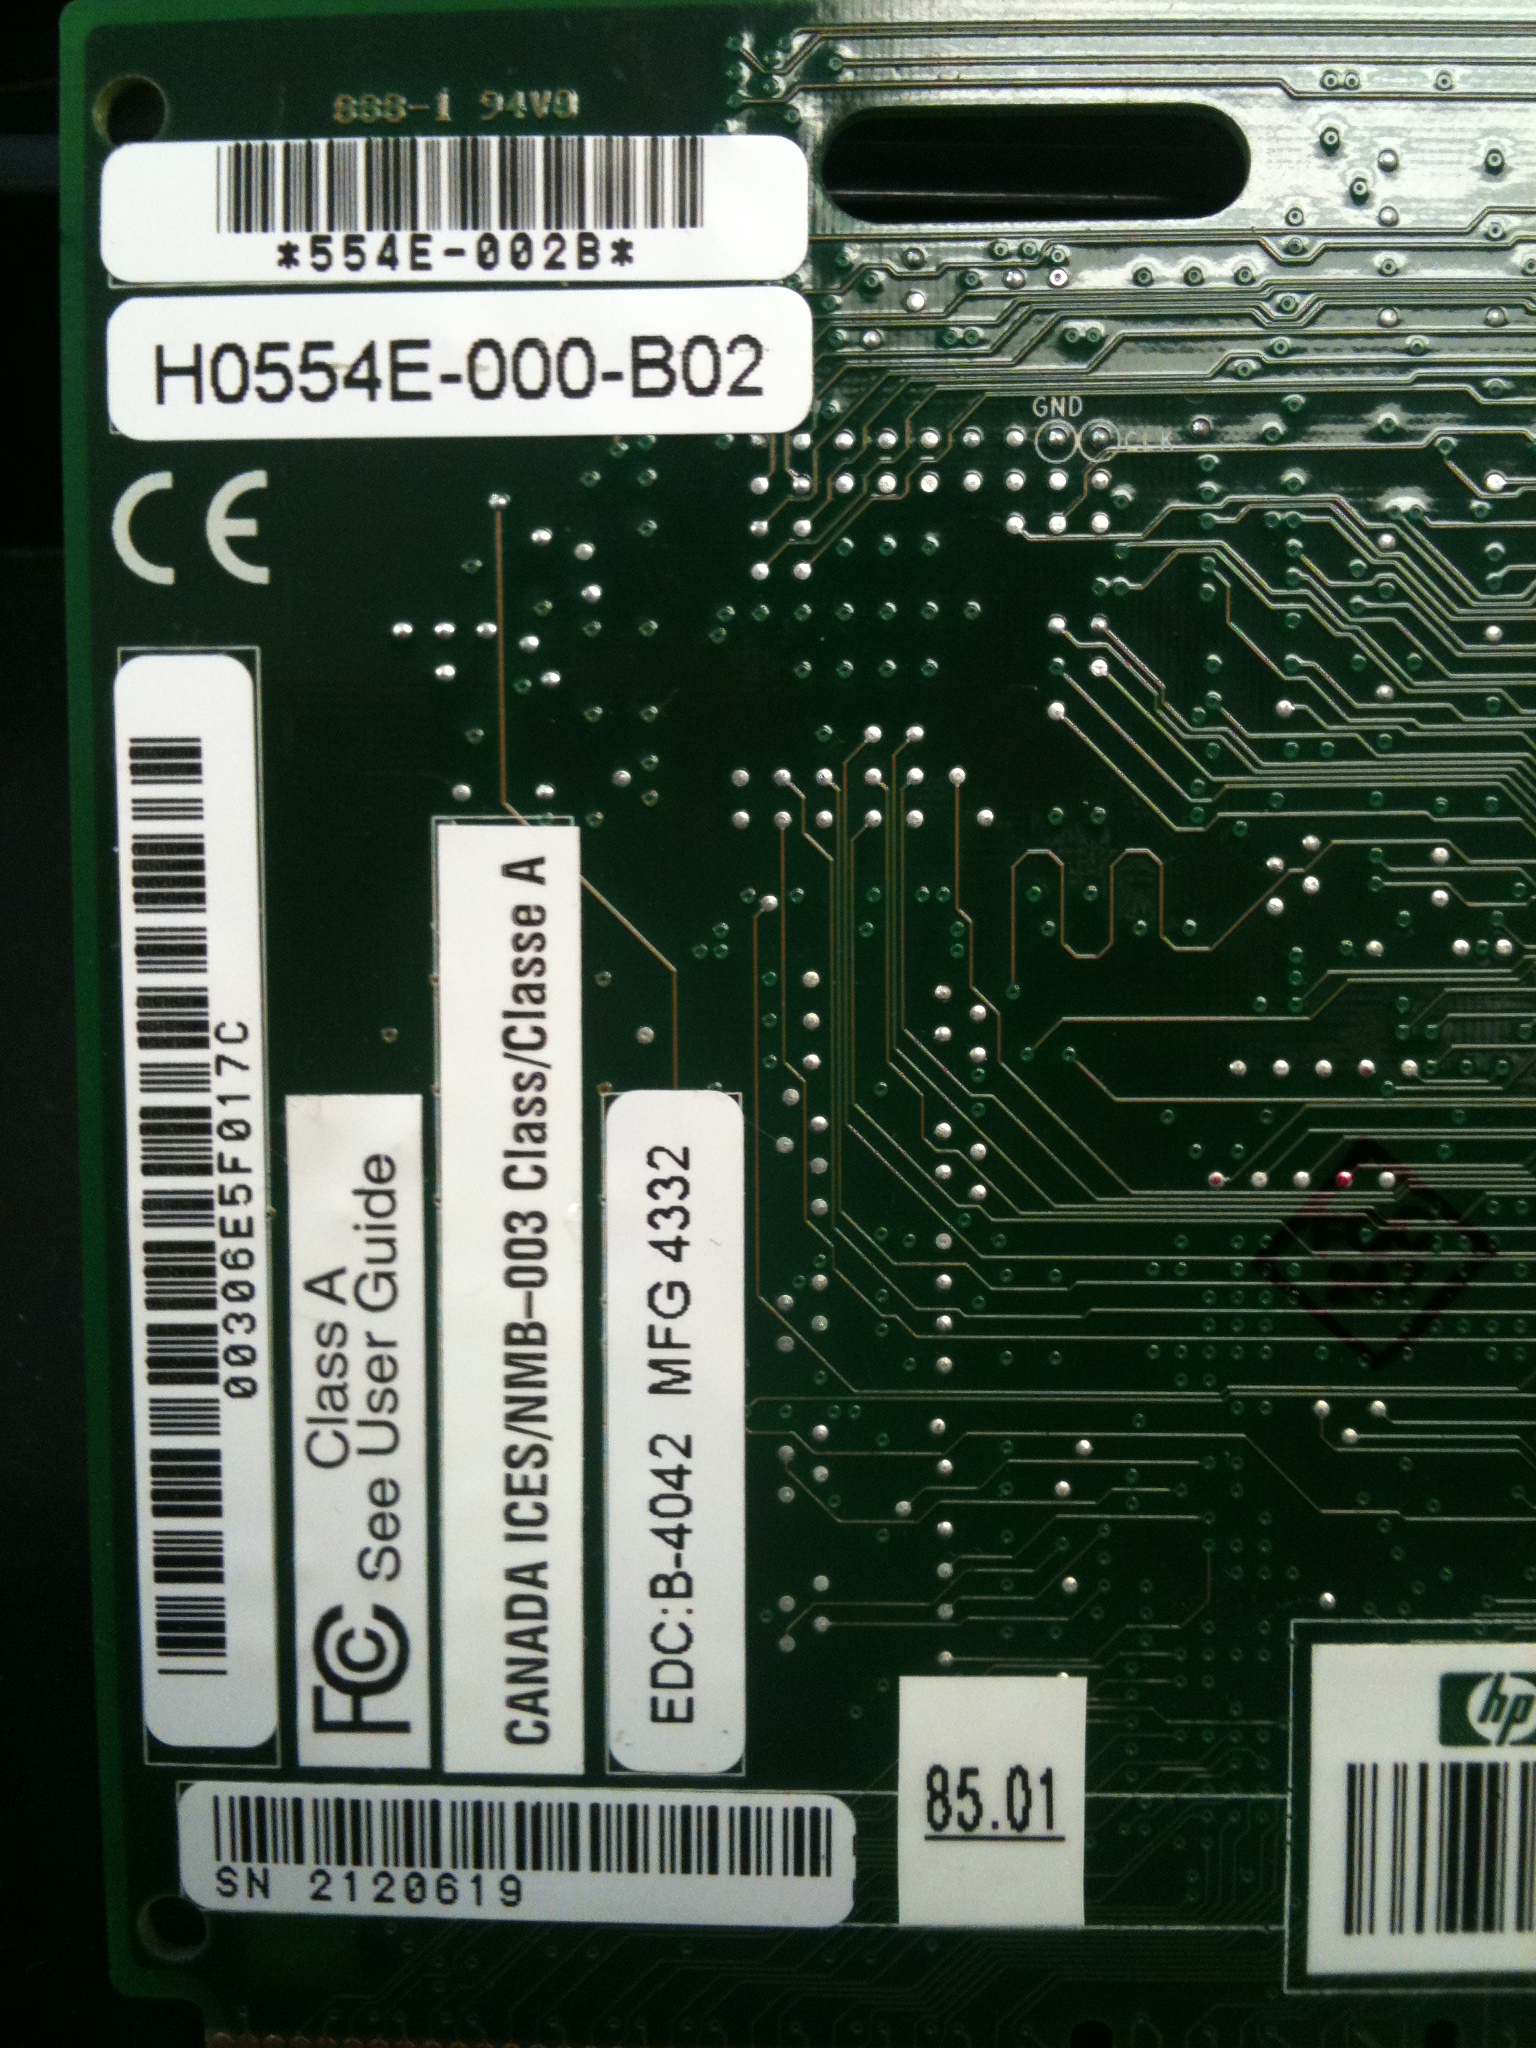 888-1 94V0
*554E-002B*
H0554E-000-B02
GND
CLK
CE
00306E5F017C
FC Class A
See User Guide
CANADA ICES/NMB-003 Class/Classe A
EDC:B-4042 MFG 4332
SN 2120619
85.01
hp